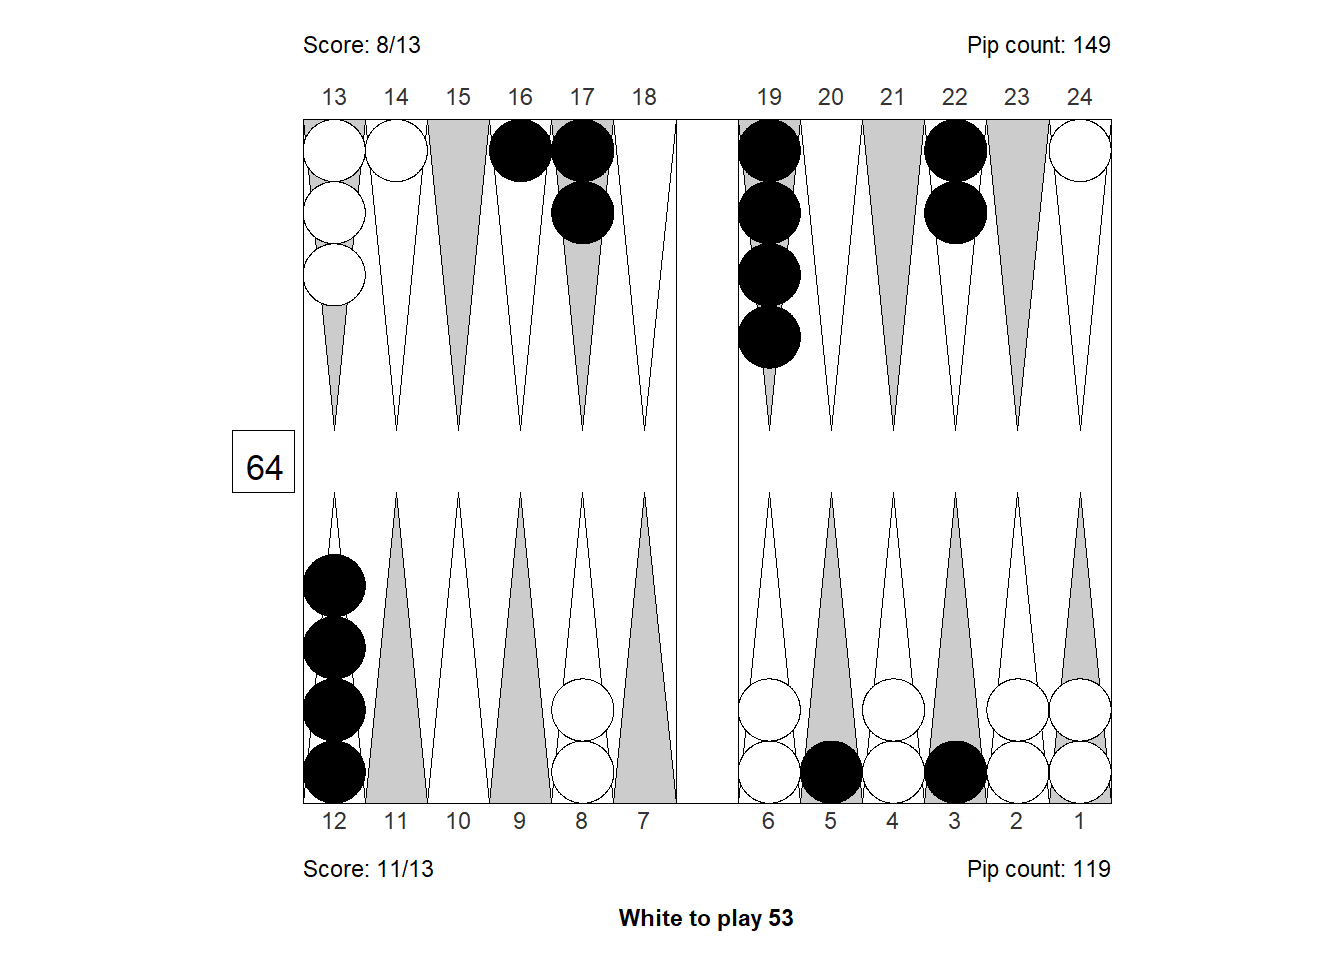 Score: 8/13 Pip count: 149
13 14 15 16 17 18 19 20 21 22 23 24
64
12 11 10 9 8 7 6 5 4 3 2 1
Score: 11/13 Pip count: 119
White to play 53